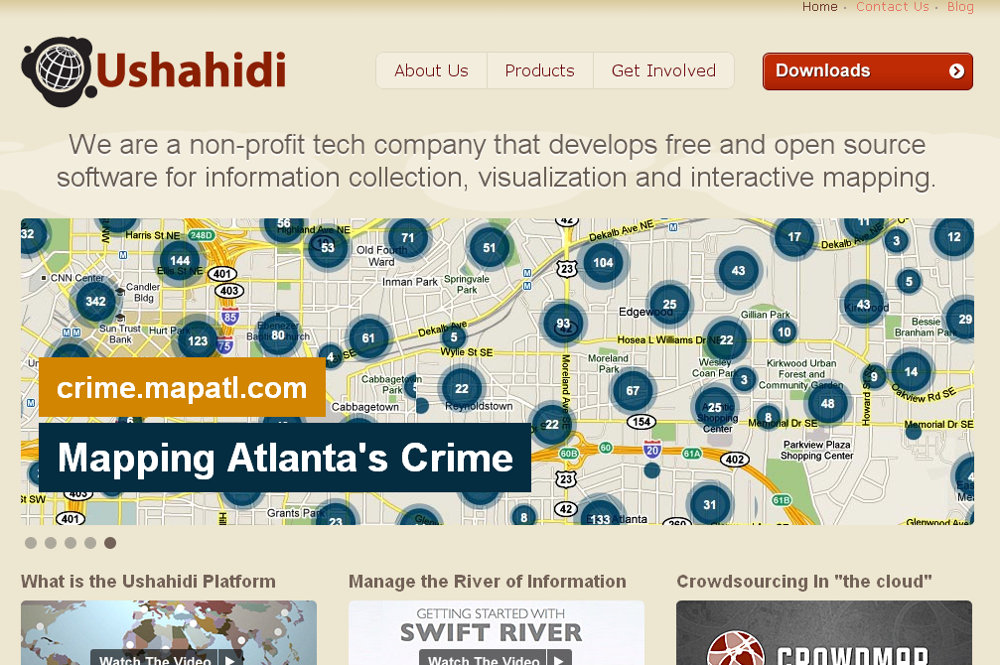 Home · Contact Us · Blog
Ushahidi
About Us Products Get Involved Downloads
We are a non-profit tech company that develops free and open source
software for information collection, visualization and interactive mapping.
32 56 Highland Ave NE 42 Dekalb Ave NE 17 11 12
Harris St NE 248D 53 71 51 3 Dekalb Ave
Old Fourth
Ward
144 Ellis St NE 401 23 104 43 5
CNN Center Inman Park Springvale
Park
403
Candler
Bldg
342 25 43 Kirkwood
85 Edgewood Gillian Park 29
Sun Trust
Bank
Hurt Park Ebenezer
Baptist Church
80 Dekalb Ave 93 10 Bessie
Branham Park
123 75 61 5 Hosea L Williams Dr NE 22
4 Wylie St SE Moreland
Park
Wesley
Coan Park
Kirkwood Urban
Forest and
Community Garden
9 14
crime.mapatl.com
Cabbagetown
22 67 3 Oakview Rd SE
Cabbagetown Reynoldstown Moreland Ave SE 25 48 Howard
Shopping
Center
6 22 154 8 Memorial Dr SE Memorial Dr SE
Mapping Atlanta's Crime
60B 60 20 61A 402 Parkview Plaza
Shopping Center
403 23 61B 4
St SW 401 Grants Park 23 8 42 E133 Atlanta 31 260 Glenwood Ave
What is the Ushahidi Platform
Manage the River of Information
Crowdsourcing In "the cloud"
GETTING STARTED WITH
SWIFT RIVER
CROWDMAP
Watch The Video
Watch The Video